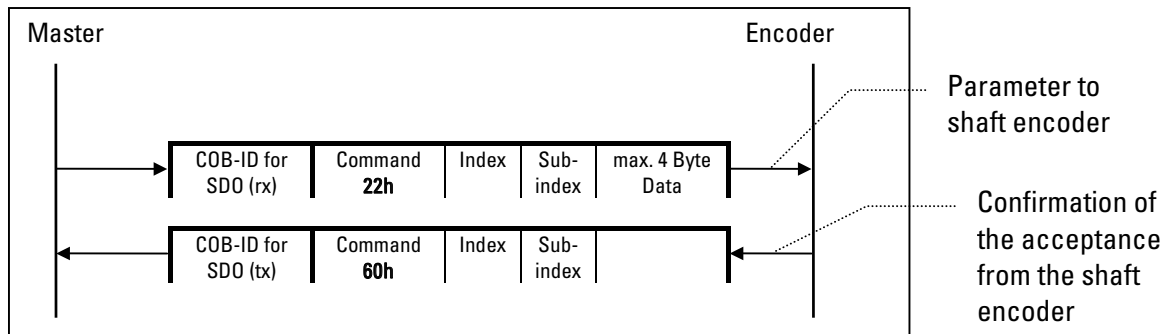 Master
Encoder
Parameter to
shaft encoder
COB-ID for
SDO (rx)
Command
22h
Index
Sub-
index
max. 4 Byte
Data
COB-ID for
SDO (tx)
Command
60h
Index
Sub-
index
Confirmation of
the acceptance
from the shaft
encoder